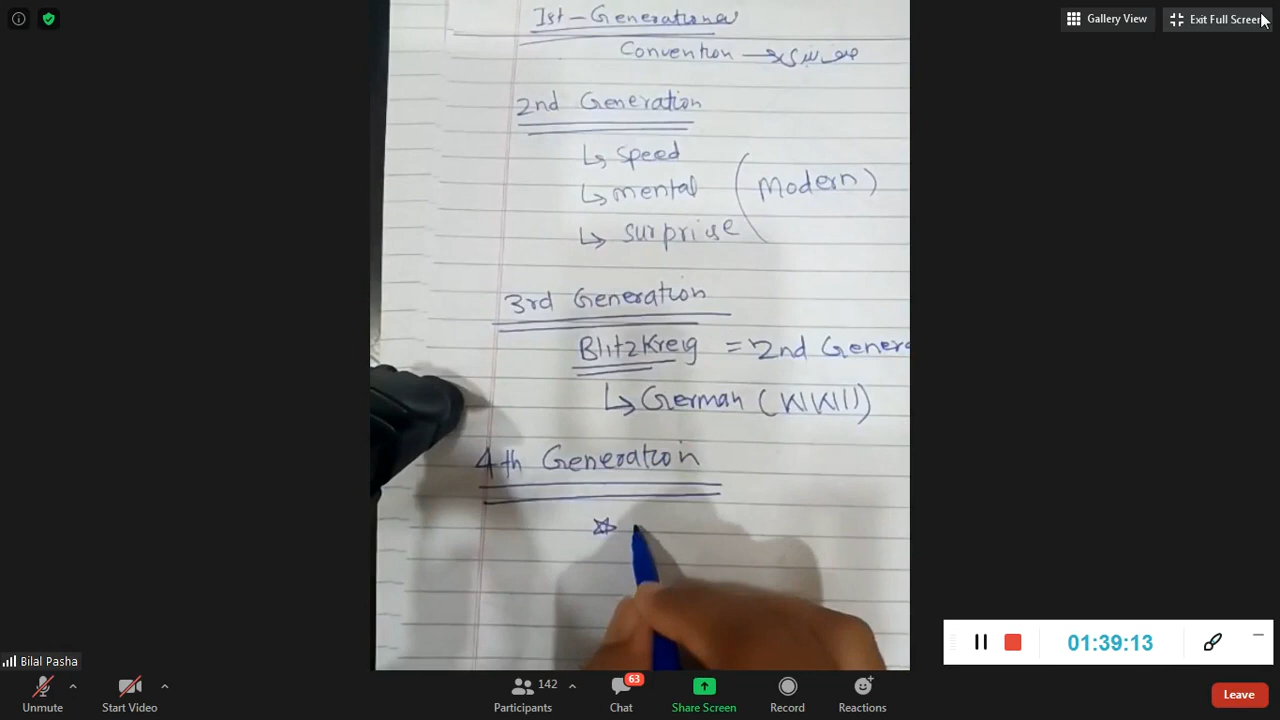 Gallery View
Exit Full Screen
1st - Generation
Convention → صف بندی
2nd Generation
↳ speed
↳ mental (Modern)
↳ surprise
3rd Generation
BlitzKreig = 2nd Genera
↳ German (WWII)
4th Generation
01:39:13
Bilal Pasha
Unmute
Start Video
142
Participants
63
Chat
Share Screen
Record
Reactions
Leave